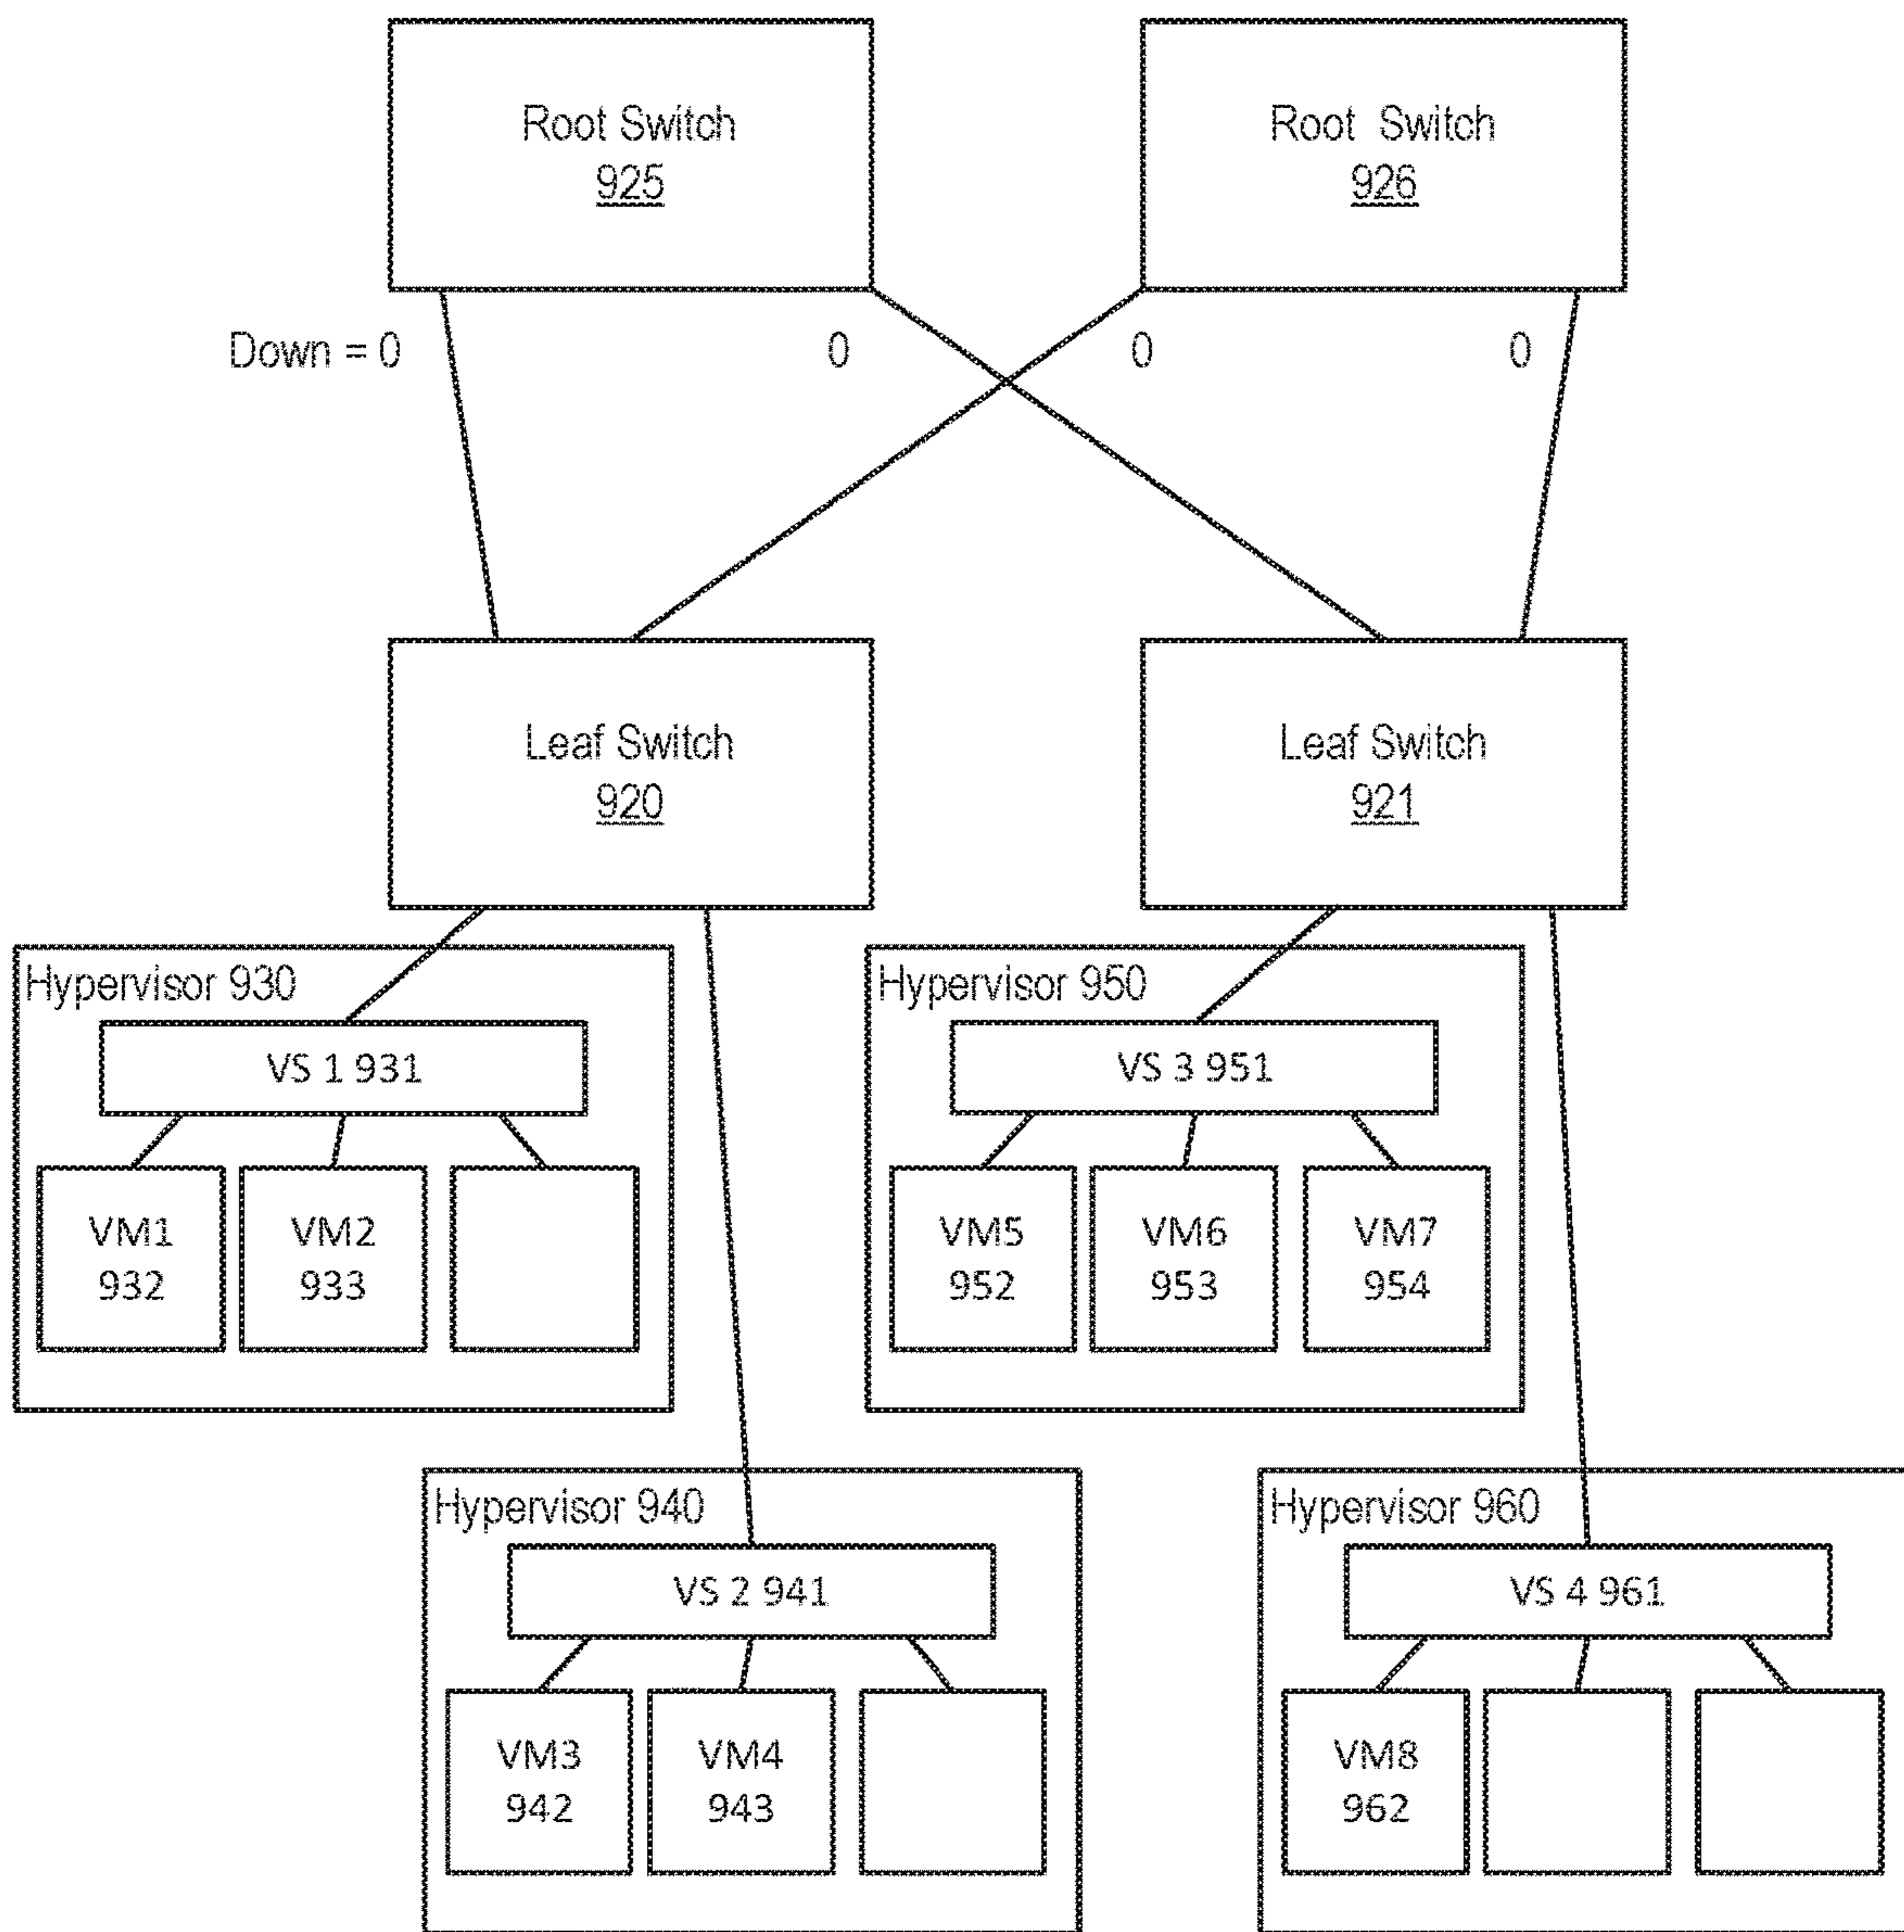 Root Switch
925
Root Switch
926
Down = 0
0
0
0
Leaf Switch
920
Leaf Switch
921
Hypervisor 930
VS 1 931
VM1
932
VM2
933
Hypervisor 950
VS 3 951
VM5
952
VM6
953
VM7
954
Hypervisor 940
VS 2 941
VM3
942
VM4
943
Hypervisor 960
VS 4 961
VM8
962